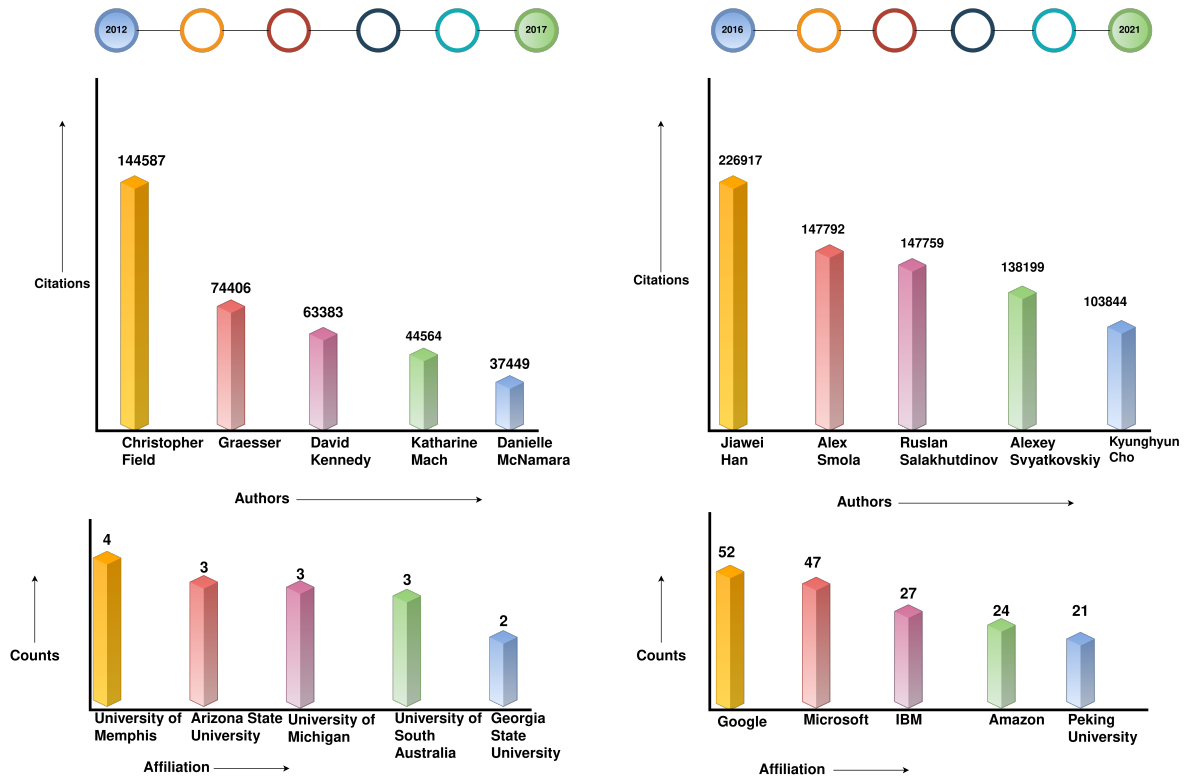 2012
2017
144587
74406
63383
44564
37449
Citations
Christopher
Field
Graesser
David
Kennedy
Katharine
Mach
Danielle
McNamara
Authors
4
3
3
3
2
Counts
University of
Memphis
Arizona State
University
University of
Michigan
University of
South
Australia
Georgia
State
University
Affiliation
2016
2021
226917
147792
147759
138199
103844
Citations
Jiawei
Han
Alex
Smola
Ruslan
Salakhutdinov
Alexey
Svyatkovskiy
Kyunghyun
Cho
Authors
52
47
27
24
21
Counts
Google
Microsoft
IBM
Amazon
Peking
University
Affiliation